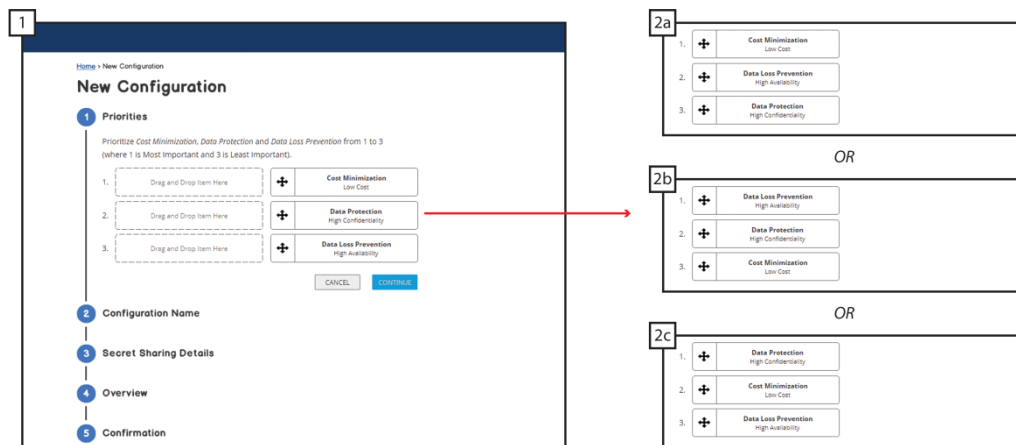 1
Home › New Configuration
New Configuration
1 Priorities
Prioritize Cost Minimization, Data Protection and Data Loss Prevention from 1 to 3
(where 1 is Most Important and 3 is Least Important).
1. Drag and Drop Item Here
Cost Minimization
Low Cost
2. Drag and Drop Item Here
Data Protection
High Confidentiality
3. Drag and Drop Item Here
Data Loss Prevention
High Availability
CANCEL CONTINUE
2 Configuration Name
3 Secret Sharing Details
4 Overview
5 Confirmation
2a
1. Cost Minimization
Low Cost
2. Data Loss Prevention
High Availability
3. Data Protection
High Confidentiality
OR
2b
1. Data Loss Prevention
High Availability
2. Data Protection
High Confidentiality
3. Cost Minimization
Low Cost
OR
2c
1. Data Protection
High Confidentiality
2. Cost Minimization
Low Cost
3. Data Loss Prevention
High Availability